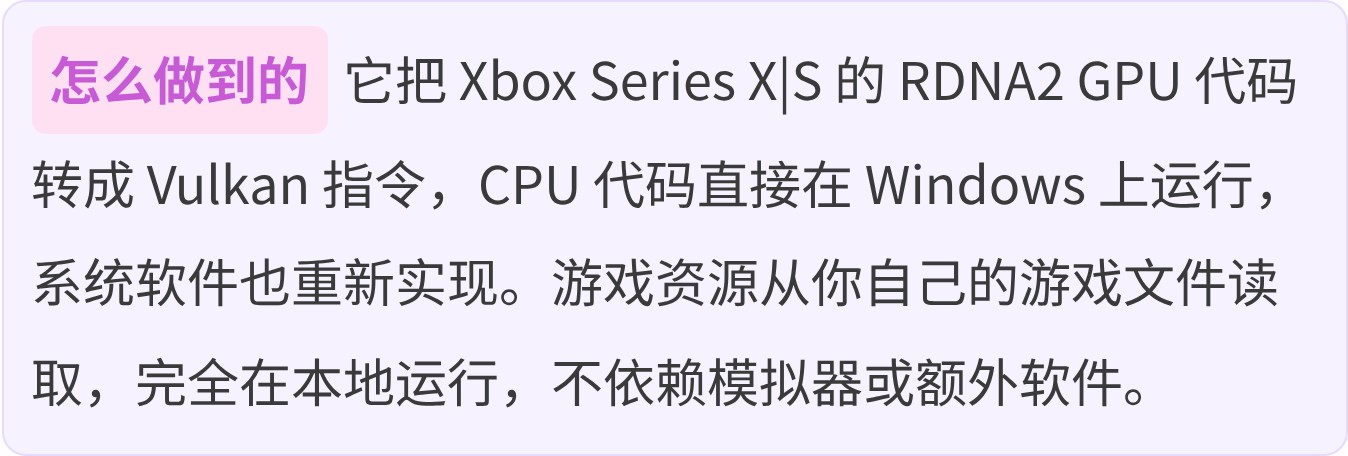 怎么做到的 它把 Xbox Series X|S 的 RDNA2 GPU 代码
转成 Vulkan 指令，CPU 代码直接在 Windows 上运行，
系统软件也重新实现。游戏资源从你自己的游戏文件读
取，完全在本地运行，不依赖模拟器或额外软件。